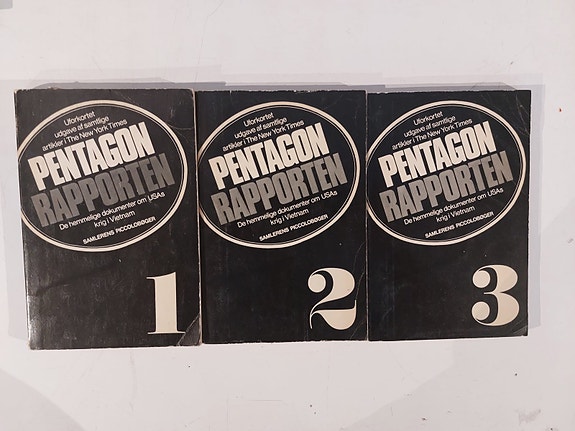 Uforkortet
udgave af samtlige
artikler i The New York Times
PENTAGON
RAPPORTEN
De hemmelige dokumenter om USAs
krig i Vietnam
SAMLERENS PICCOLOBØGER
1
Uforkortet
udgave af samtlige
artikler i The New York Times
PENTAGON
RAPPORTEN
De hemmelige dokumenter om USAs
krig i Vietnam
SAMLERENS PICCOLOBØGER
2
Uforkortet
udgave af samtlige
artikler i The New York Times
PENTAGON
RAPPORTEN
De hemmelige dokumenter om USAs
krig i Vietnam
SAMLERENS PICCOLOBØGER
3